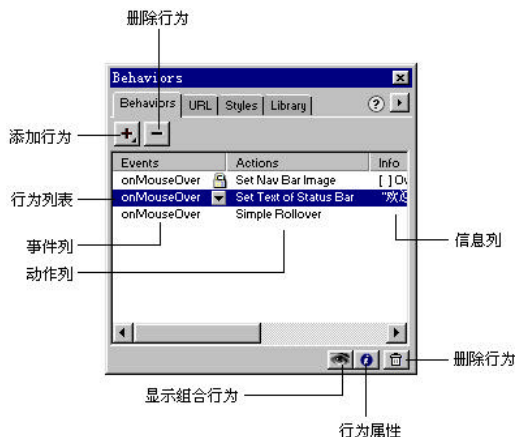 删除行为
Behaviors
Behaviors URL Styles Library ?
添加行为
+ -
Events Actions Info
onMouseOver Set Nav Bar Image [ ] Ov
行为列表
onMouseOver Set Text of Status Bar "欢迎
onMouseOver Simple Rollover
事件列
信息列
动作列
删除行为
显示组合行为
行为属性